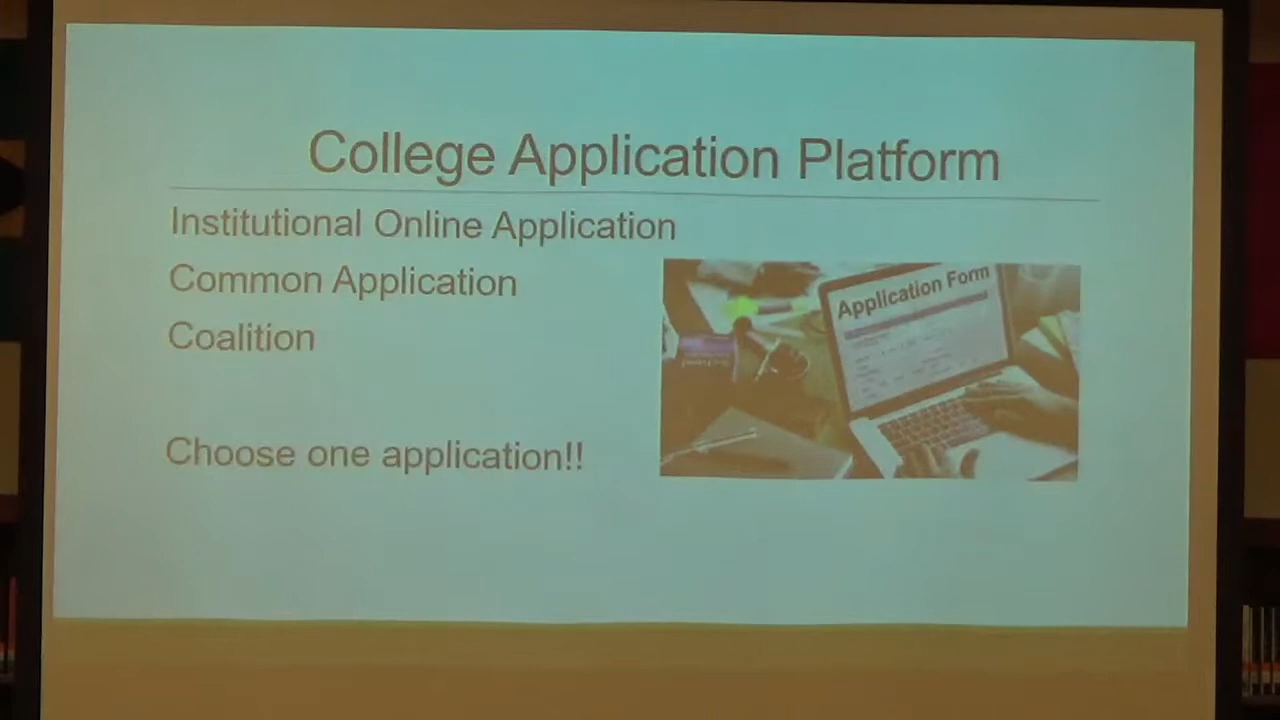 College Application Platform
Institutional Online Application
Common Application
Coalition
Application Form
Choose one application!!